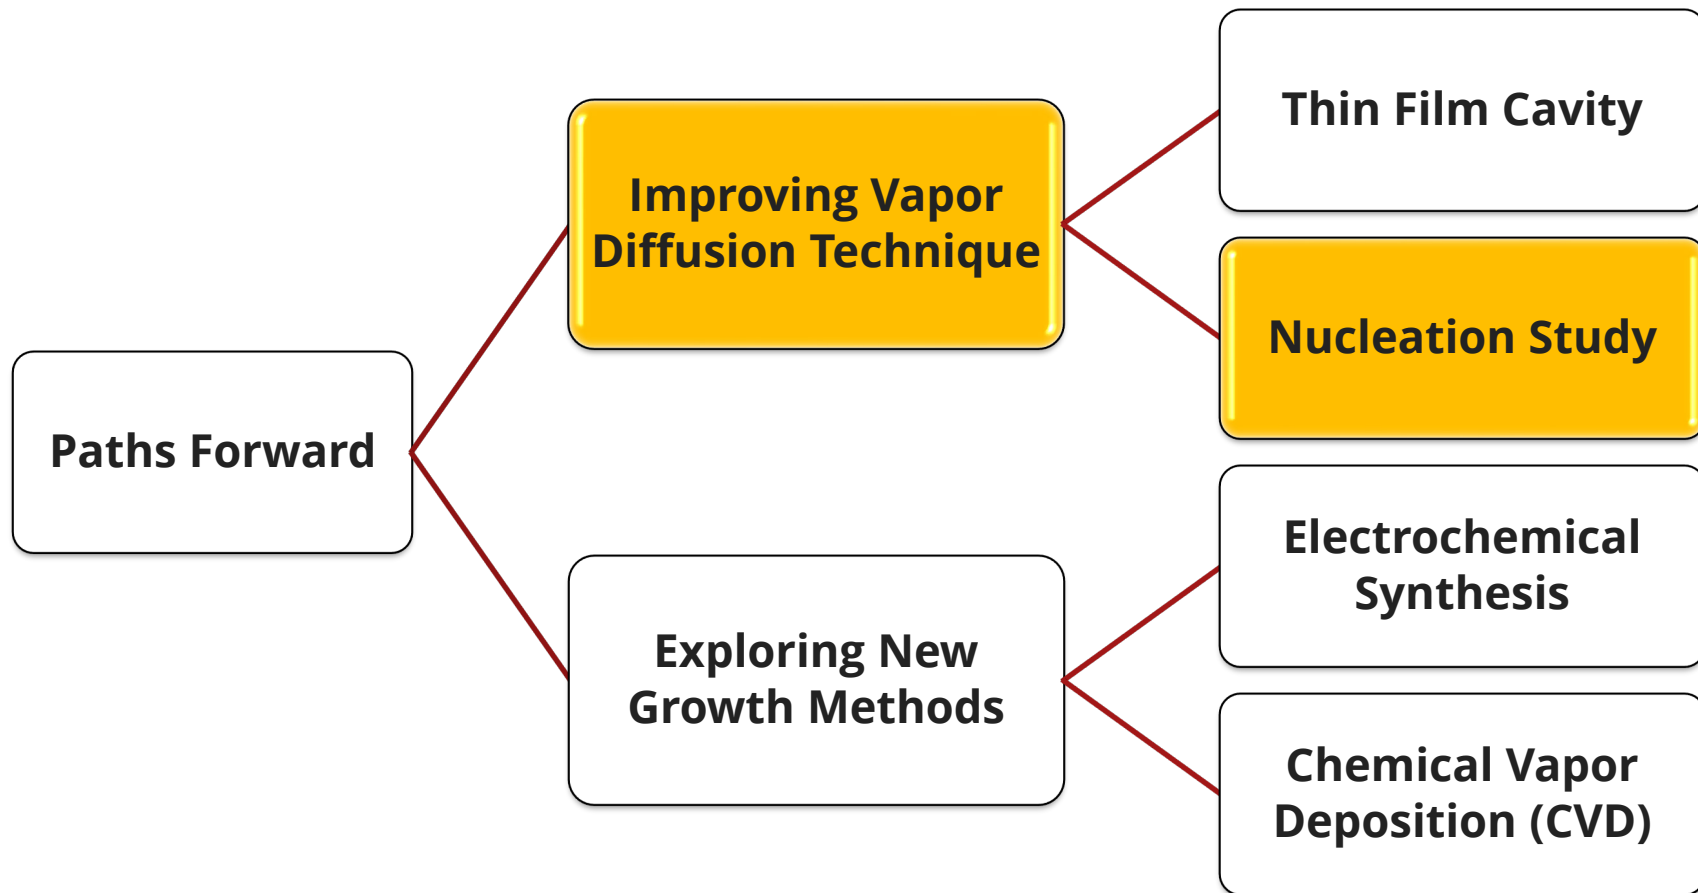 Paths Forward
Improving Vapor
Diffusion Technique
Exploring New
Growth Methods
Thin Film Cavity
Nucleation Study
Electrochemical
Synthesis
Chemical Vapor
Deposition (CVD)